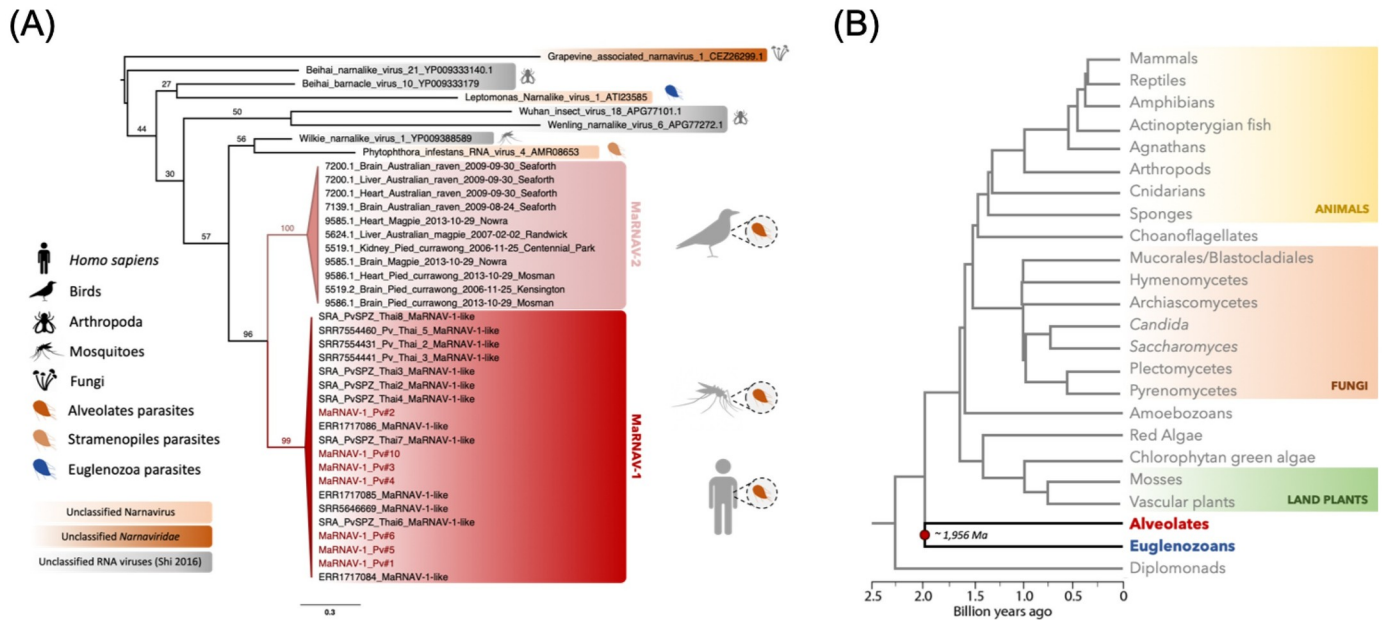 (A)
Grapevine_associated_narnavirus_1_CEZ26299.1
Beihai_narnalike_virus_21_YP009333140.1
27
Beihai_barnacle_virus_10_YP009333179
Leptomonas_Narnalike_virus_1_ATI23585
44
50
Wuhan_insect_virus_18_APG77101.1
Wenling_narnalike_virus_6_APG77272.1
56
Wilkie_narnalike_virus_1_YP009388589
Phytophthora_infestans_RNA_virus_4_AMR08653
30
57
96
100
7200.1_Brain_Australian_raven_2009-09-30_Seaforth
7200.1_Liver_Australian_raven_2009-09-30_Seaforth
7200.1_Heart_Australian_raven_2009-09-30_Seaforth
7139.1_Brain_Australian_raven_2009-08-24_Seaforth
9585.1_Heart_Magpie_2013-10-29_Nowra
5624.1_Liver_Australian_magpie_2007-02-02_Randwick
5519.1_Kidney_Pied_currawong_2006-11-25_Centennial_Park
9585.1_Brain_Magpie_2013-10-29_Nowra
9586.1_Heart_Pied_currawong_2013-10-29_Mosman
5519.2_Brain_Pied_currawong_2006-11-25_Kensington
9586.1_Brain_Pied_currawong_2013-10-29_Mosman
MaRNAV-2
99
SRA_PvSPZ_Thai8_MaRNAV-1-like
SRR7554460_Pv_Thai_5_MaRNAV-1-like
SRR7554431_Pv_Thai_2_MaRNAV-1-like
SRR7554441_Pv_Thai_3_MaRNAV-1-like
SRA_PvSPZ_Thai3_MaRNAV-1-like
SRA_PvSPZ_Thai2_MaRNAV-1-like
SRA_PvSPZ_Thai4_MaRNAV-1-like
MaRNAV-1_Pv#2
ERR1717086_MaRNAV-1-like
SRA_PvSPZ_Thai7_MaRNAV-1-like
MaRNAV-1_Pv#10
MaRNAV-1_Pv#3
MaRNAV-1_Pv#4
ERR1717085_MaRNAV-1-like
SRR5646669_MaRNAV-1-like
SRA_PvSPZ_Thai6_MaRNAV-1-like
MaRNAV-1_Pv#6
MaRNAV-1_Pv#5
MaRNAV-1_Pv#1
ERR1717084_MaRNAV-1-like
MaRNAV-1
0.3
Homo sapiens
Birds
Arthropoda
Mosquitoes
Fungi
Alveolates parasites
Stramenopiles parasites
Euglenozoa parasites
Unclassified Narnavirus
Unclassified Narnaviridae
Unclassified RNA viruses (Shi 2016)
(B)
Mammals
Reptiles
Amphibians
Actinopterygian fish
Agnathans
Arthropods
Cnidarians
Sponges
ANIMALS
Choanoflagellates
Mucorales/Blastocladiales
Hymenomycetes
Archiascomycetes
Candida
Saccharomyces
Plectomycetes
Pyrenomycetes
FUNGI
Amoebozoans
Red Algae
Chlorophytan green algae
Mosses
Vascular plants
LAND PLANTS
Alveolates
~ 1,956 Ma
Euglenozoans
Diplomonads
2.5 2.0 1.5 1.0 0.5 0
Billion years ago